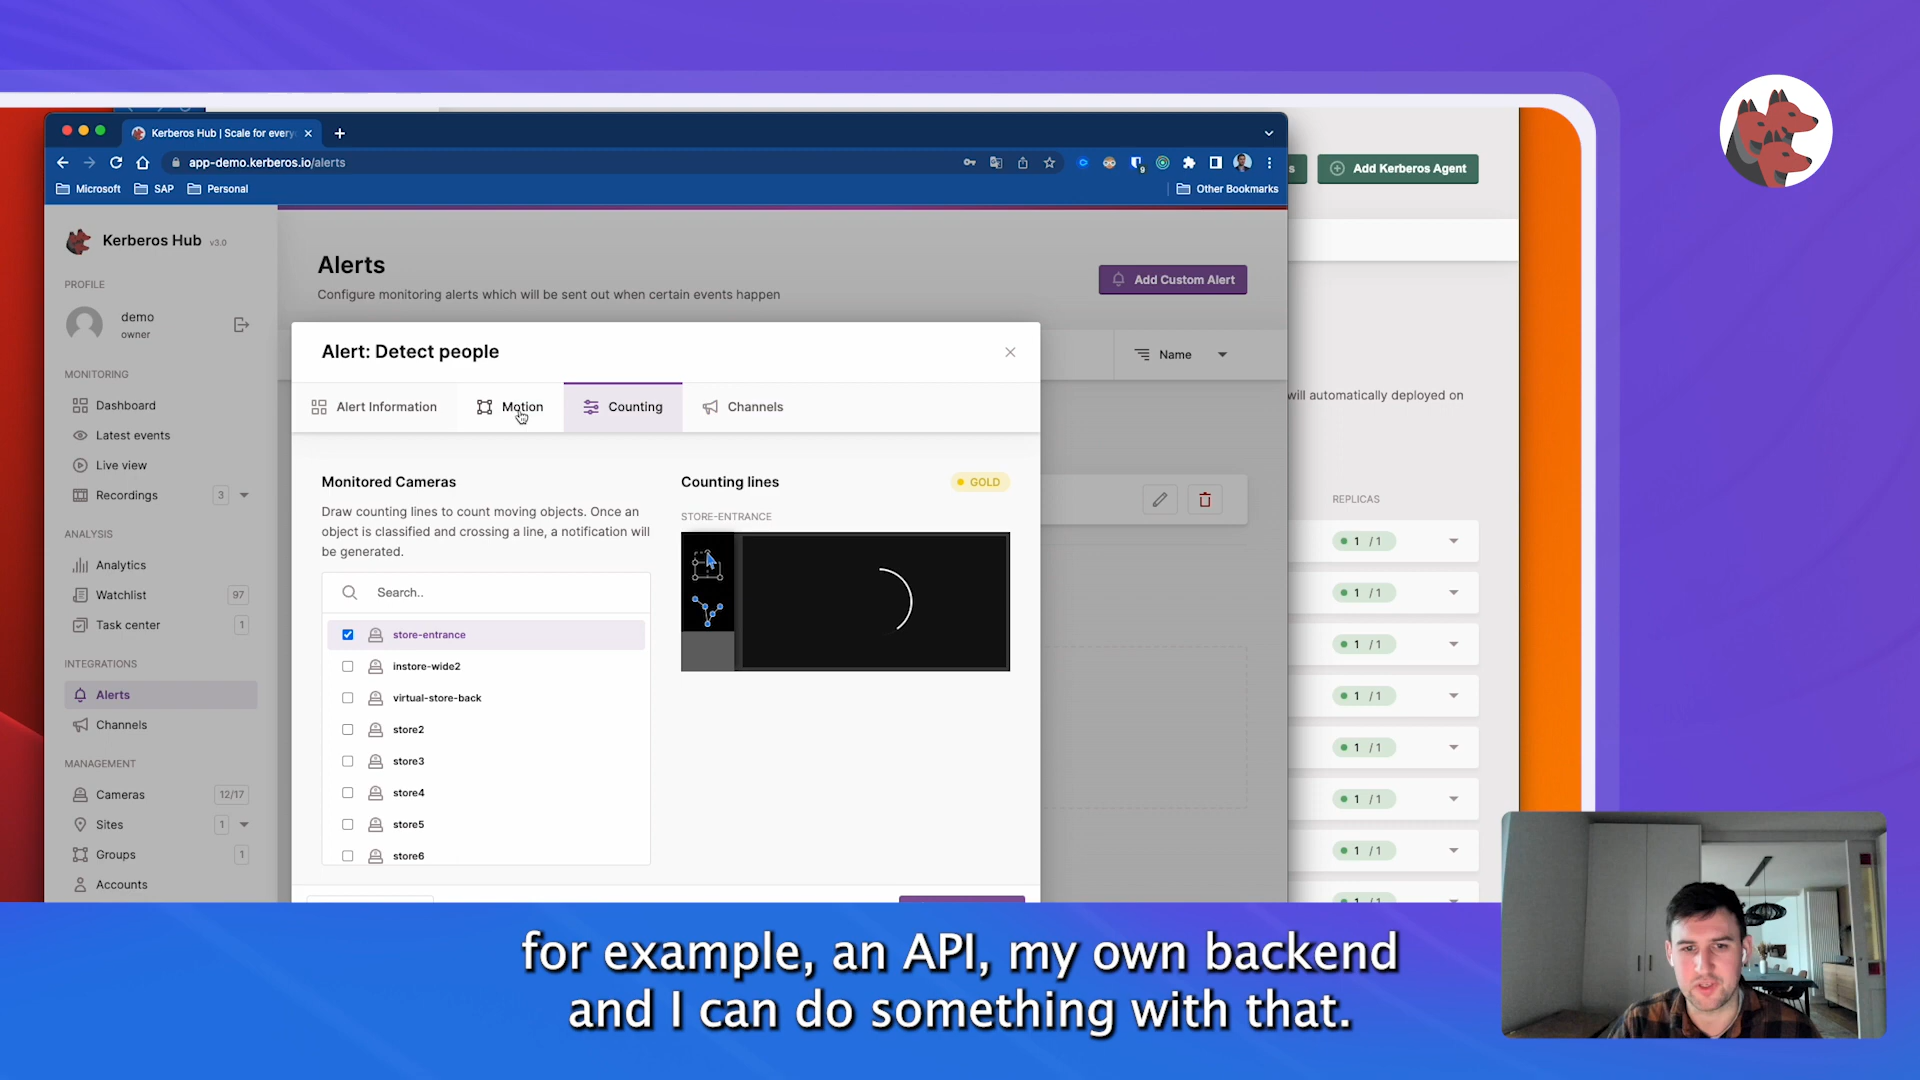 Kerberos Hub | Scale for every
app-demo.kerberos.io/alerts
9
Microsoft
SAP
Personal
Other Bookmarks
s
Add Kerberos Agent
Kerberos Hub v3.0
PROFILE
demo
owner
MONITORING
Dashboard
Latest events
Live view
Recordings 3
ANALYSIS
Analytics
Watchlist 97
Task center 1
INTEGRATIONS
Alerts
Channels
MANAGEMENT
Cameras 12/17
Sites 1
Groups 1
Accounts
Alerts
Configure monitoring alerts which will be sent out when certain events happen
Add Custom Alert
Name
Alert: Detect people
Alert Information
Motion
Counting
Channels
Monitored Cameras
Draw counting lines to count moving objects. Once an
object is classified and crossing a line, a notification will
be generated.
Search..
store-entrance
instore-wide2
virtual-store-back
store2
store3
store4
store5
store6
Counting lines
GOLD
STORE-ENTRANCE
will automatically deployed on
REPLICAS
1 / 1
1 / 1
1 / 1
1 / 1
1 / 1
1 / 1
1 / 1
1 / 1
for example, an API, my own backend
and I can do something with that.